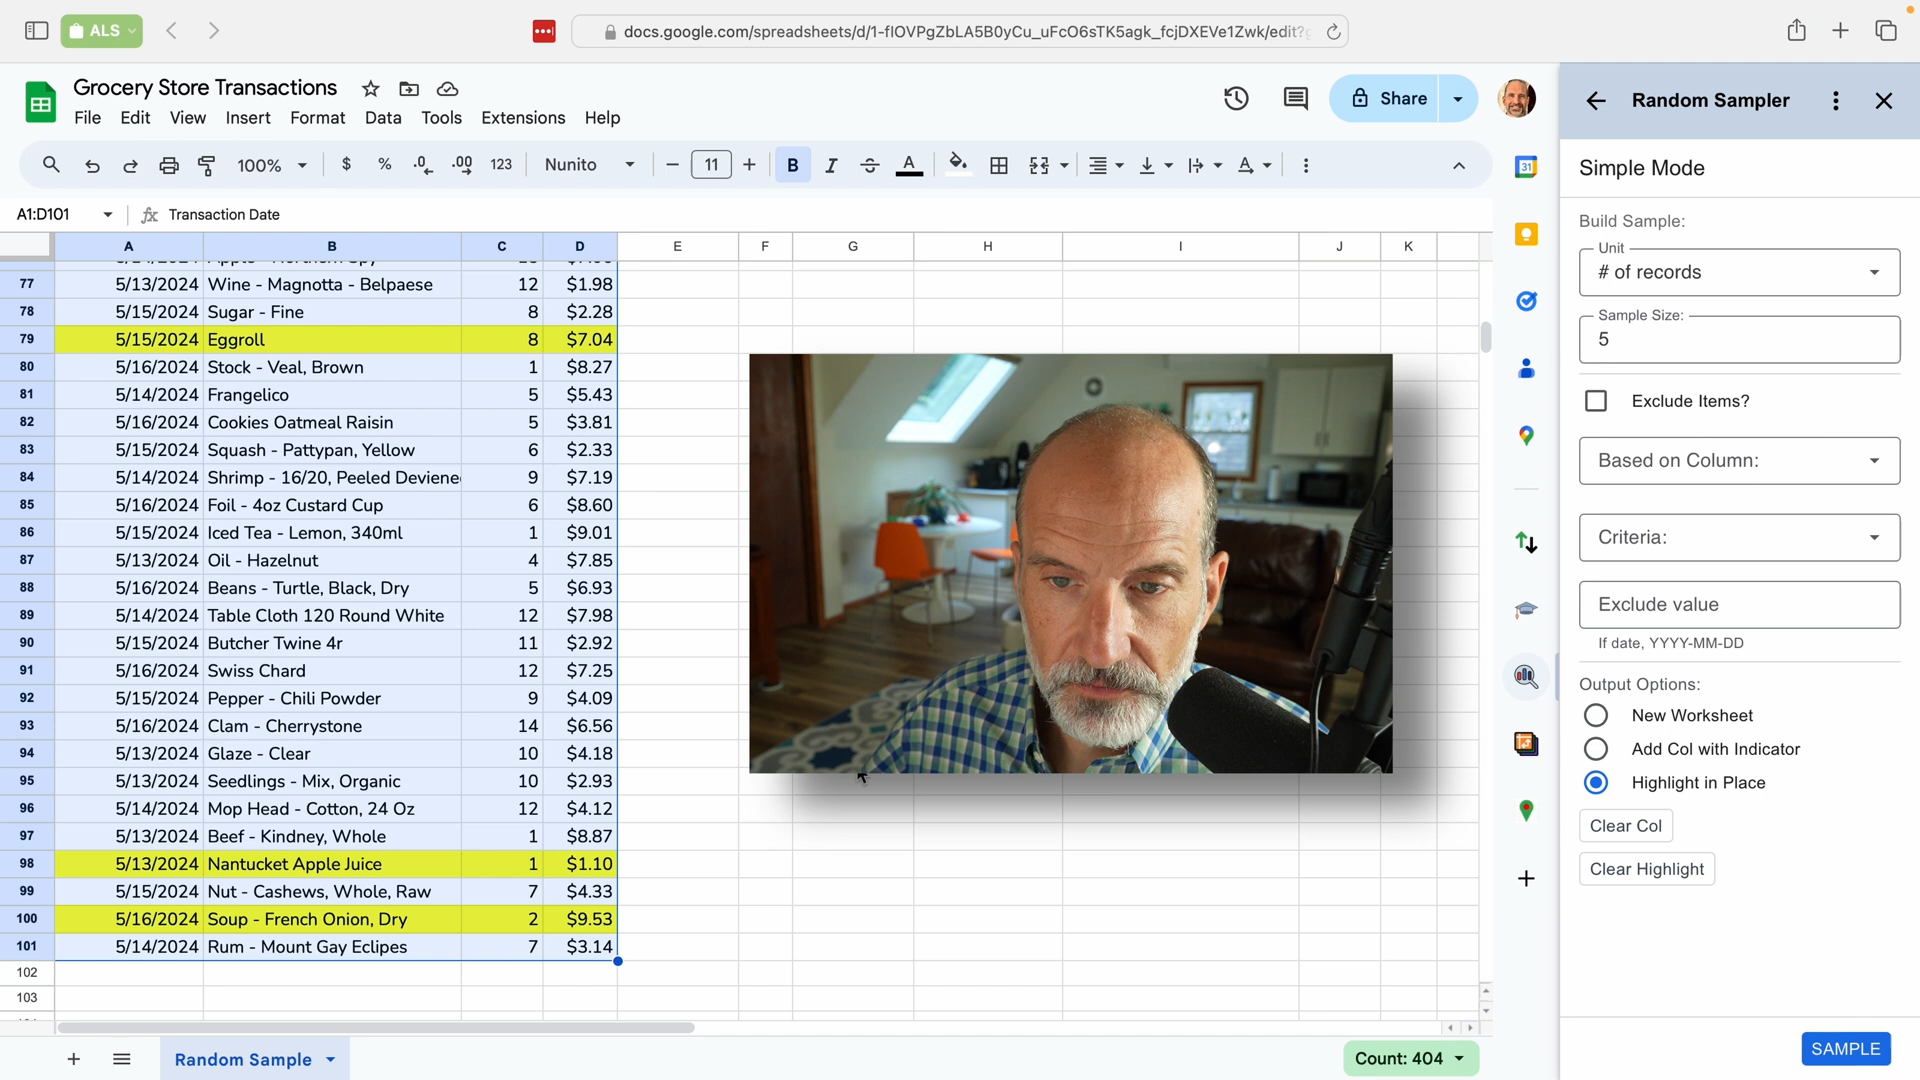 ALS
docs.google.com/spreadsheets/d/1-fIOVPgZbLA5B0yCu_uFcO6sTK5agk_fcjDXEVe1Zwk/edit?
Grocery Store Transactions
File Edit View Insert Format Data Tools Extensions Help
Share
100% $ % .0 .00 123 Nunito 11 B I A
A1:D101 fx Transaction Date
A B C D E F G H I J K
77 5/13/2024 Wine - Magnotta - Belpaese 12 $1.98
78 5/15/2024 Sugar - Fine 8 $2.28
79 5/15/2024 Eggroll 8 $7.04
80 5/16/2024 Stock - Veal, Brown 1 $8.27
81 5/14/2024 Frangelico 5 $5.43
82 5/16/2024 Cookies Oatmeal Raisin 5 $3.81
83 5/15/2024 Squash - Pattypan, Yellow 6 $2.33
84 5/14/2024 Shrimp - 16/20, Peeled Deviene 9 $7.19
85 5/16/2024 Foil - 4oz Custard Cup 6 $8.60
86 5/15/2024 Iced Tea - Lemon, 340ml 1 $9.01
87 5/13/2024 Oil - Hazelnut 4 $7.85
88 5/16/2024 Beans - Turtle, Black, Dry 5 $6.93
89 5/14/2024 Table Cloth 120 Round White 12 $7.98
90 5/15/2024 Butcher Twine 4r 11 $2.92
91 5/16/2024 Swiss Chard 12 $7.25
92 5/15/2024 Pepper - Chili Powder 9 $4.09
93 5/16/2024 Clam - Cherrystone 14 $6.56
94 5/13/2024 Glaze - Clear 10 $4.18
95 5/13/2024 Seedlings - Mix, Organic 10 $2.93
96 5/14/2024 Mop Head - Cotton, 24 Oz 12 $4.12
97 5/13/2024 Beef - Kindney, Whole 1 $8.87
98 5/13/2024 Nantucket Apple Juice 1 $1.10
99 5/15/2024 Nut - Cashews, Whole, Raw 7 $4.33
100 5/16/2024 Soup - French Onion, Dry 2 $9.53
101 5/14/2024 Rum - Mount Gay Eclipes 7 $3.14
102
103
Random Sample
Count: 404
31
Random Sampler
Simple Mode
Build Sample:
Unit
# of records
Sample Size:
5
Exclude Items?
Based on Column:
Criteria:
Exclude value
If date, YYYY-MM-DD
Output Options:
New Worksheet
Add Col with Indicator
Highlight in Place
Clear Col
Clear Highlight
SAMPLE